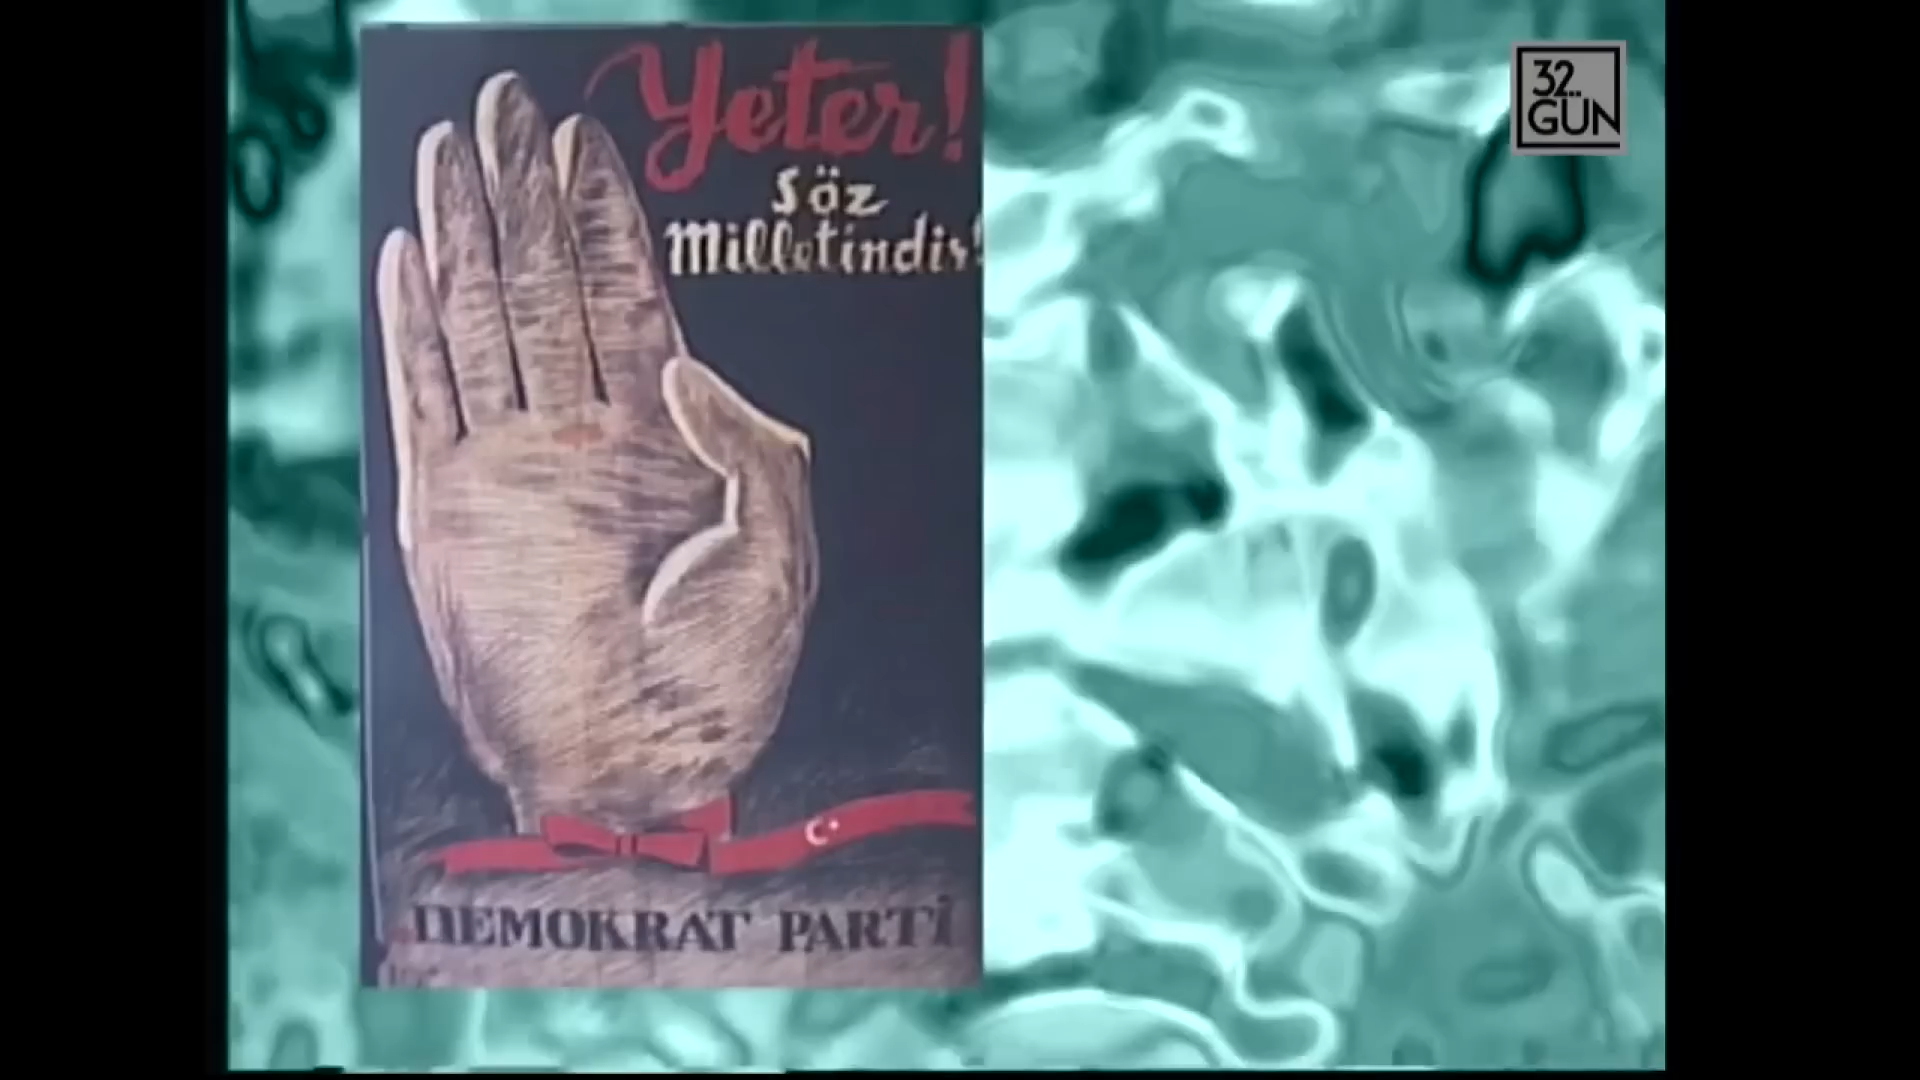 Yeter!
Söz
Milletindir!
DEMOKRAT PARTİ
32.
GÜN